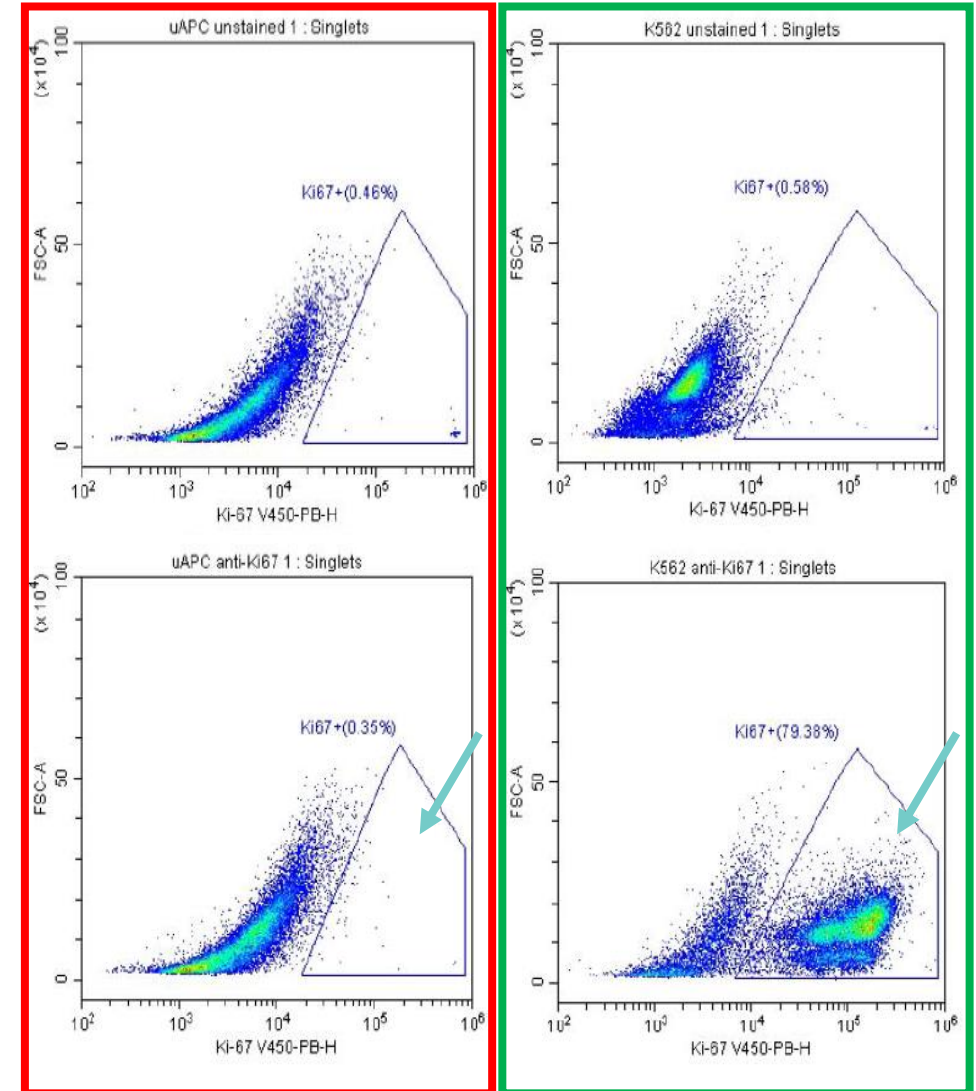 uAPC unstained 1 : Singlets
(x 10⁴)
100
50
0
FSC-A
Ki67+(0.46%)
10² 10³ 10⁴ 10⁵ 10⁶
Ki-67 V450-PB-H
K562 unstained 1 : Singlets
(x 10⁴)
100
50
0
FSC-A
Ki67+(0.58%)
10² 10³ 10⁴ 10⁵ 10⁶
Ki-67 V450-PB-H
uAPC anti-Ki67 1 : Singlets
(x 10⁴)
100
50
0
FSC-A
Ki67+(0.35%)
10² 10³ 10⁴ 10⁵ 10⁶
Ki-67 V450-PB-H
K562 anti-Ki67 1 : Singlets
(x 10⁴)
100
50
0
FSC-A
Ki67+(79.38%)
10² 10³ 10⁴ 10⁵ 10⁶
Ki-67 V450-PB-H